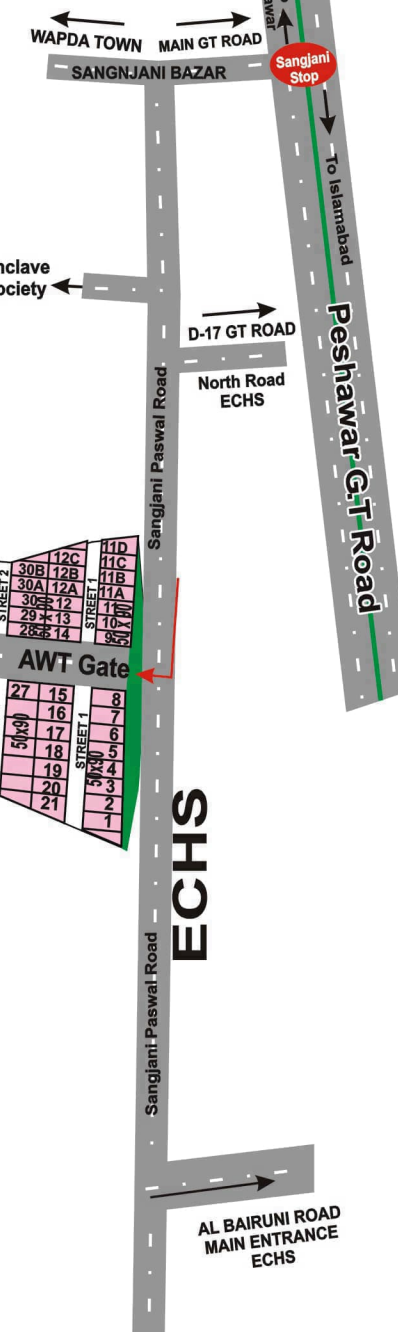 WAPDA TOWN
MAIN GT ROAD
SANGNJANI BAZAR
Sangjani
Stop
To Islamabad
Peshawar G.T Road
D-17 GT ROAD
North Road
ECHS
Sangjani Paswal Road
11D
11C
11B
11A
10
9
50x90
STREET 1
12C
12B
12A
12
13
14
30B
30A
30
29
28
STREET 2
AWT Gate
27
15
16
17
18
19
20
21
50x90
STREET 1
8
7
6
5
4
3
2
1
50x90
ECHS
Sangjani Paswal Road
AL BAIRUNI ROAD
MAIN ENTRANCE
ECHS